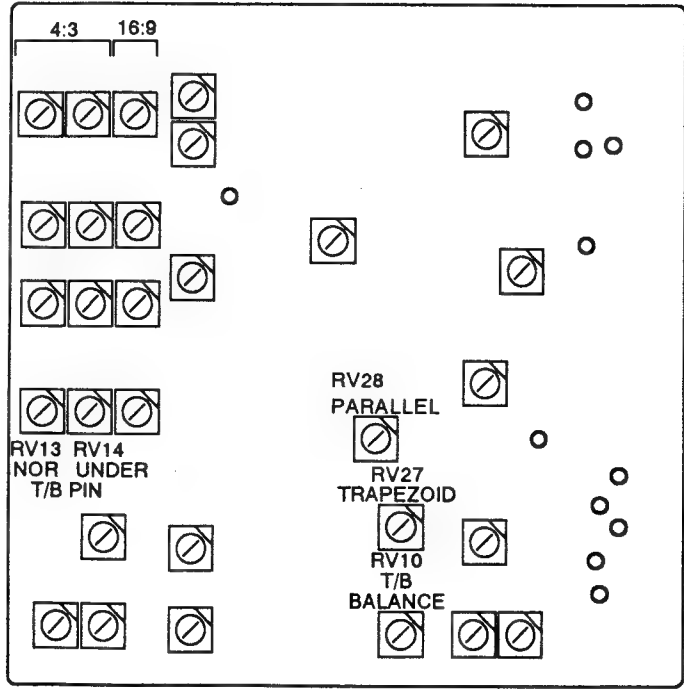 4:3 16:9
RV28
PARALLEL
RV13 RV14
NOR UNDER
T/B PIN
RV27
TRAPEZOID
RV10
T/B
BALANCE